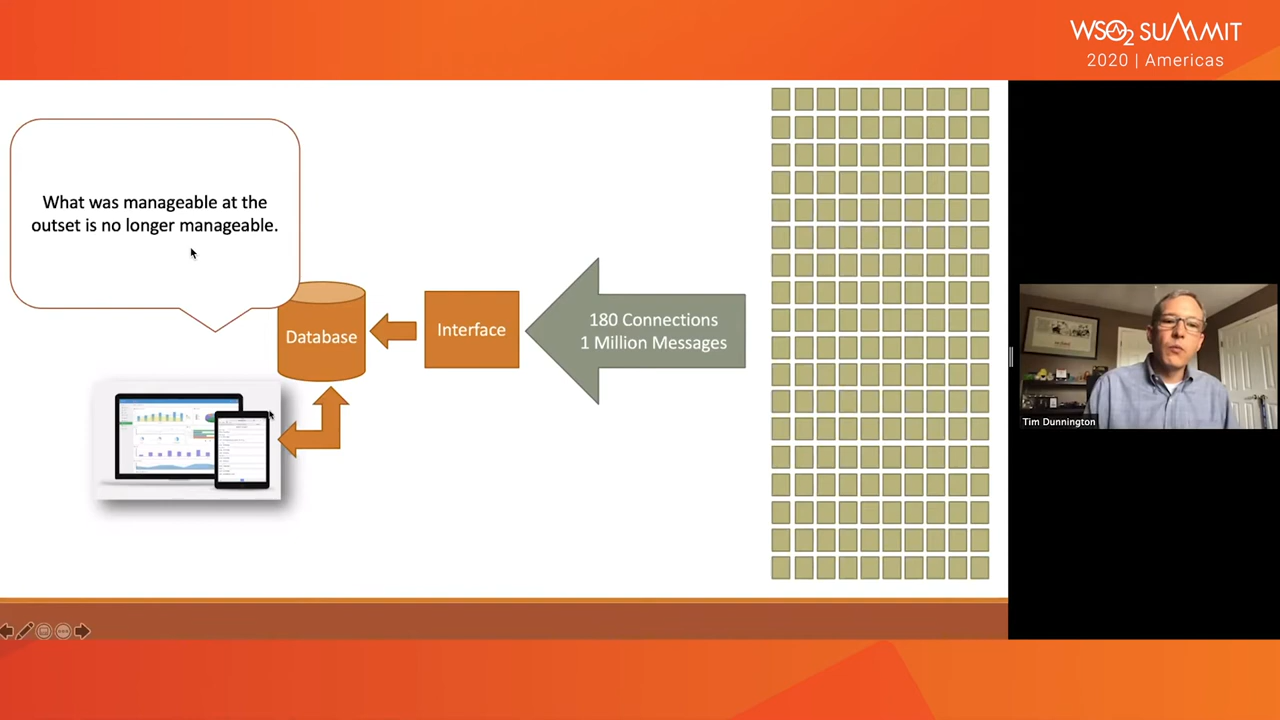 WSO2 SUMMIT
2020 | Americas
What was manageable at the
outset is no longer manageable.
Database
Interface
180 Connections
1 Million Messages
Tim Dunnington